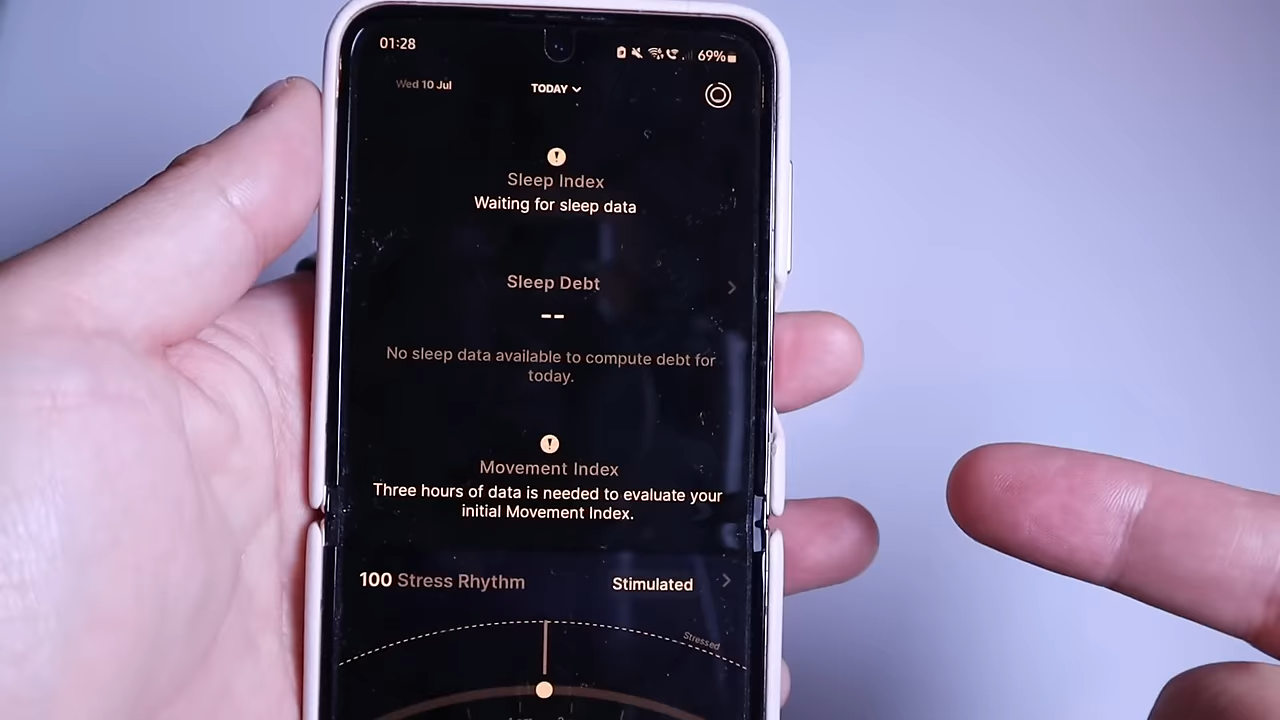 01:28
69%
Wed 10 Jul
TODAY
Sleep Index
Waiting for sleep data
Sleep Debt
--
No sleep data available to compute debt for
today.
Movement Index
Three hours of data is needed to evaluate your
initial Movement Index.
100 Stress Rhythm
Stimulated
Stressed